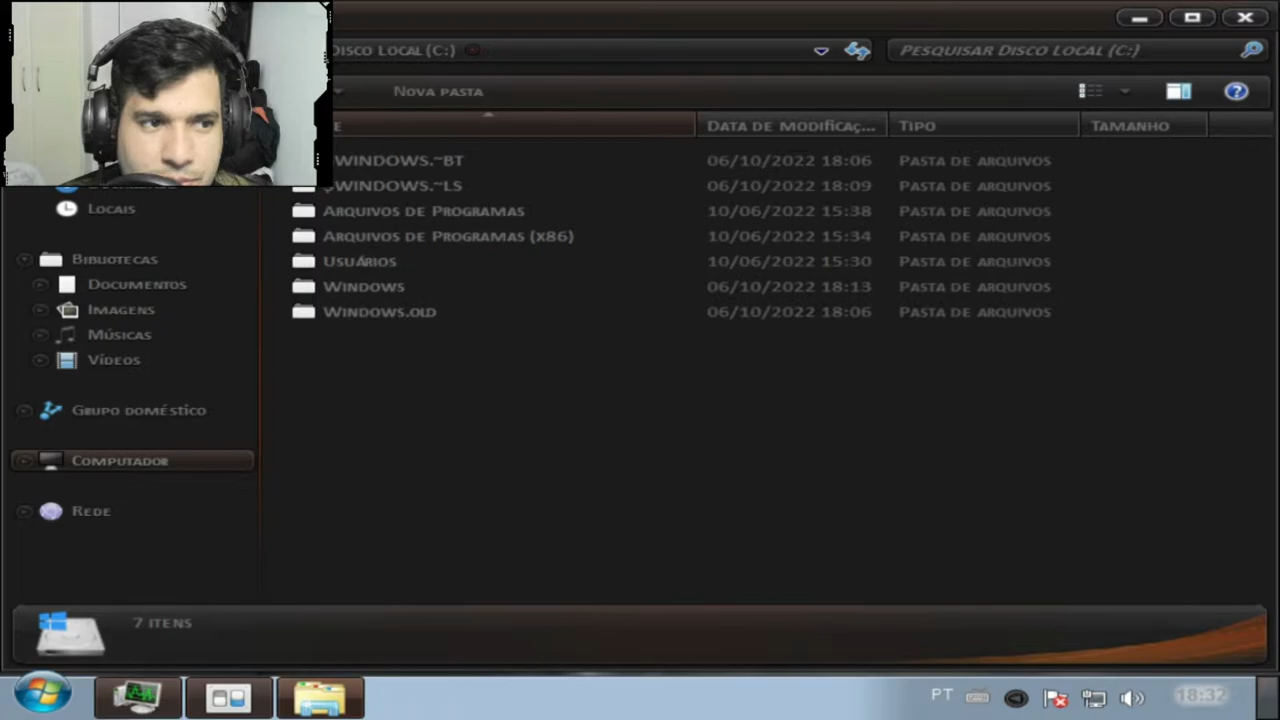 Disco Local (C:)
Pesquisar Disco Local (C:)
Nova pasta
Data de modificaç...
Tipo
Tamanho
$Windows.~BT
06/10/2022 18:06
Pasta de arquivos
$Windows.~LS
06/10/2022 18:09
Pasta de arquivos
Locais
Arquivos de Programas
10/06/2022 15:38
Pasta de arquivos
Arquivos de Programas (x86)
10/06/2022 15:34
Pasta de arquivos
Bibliotecas
Usuários
10/06/2022 15:30
Pasta de arquivos
Documentos
Windows
06/10/2022 18:13
Pasta de arquivos
Imagens
Windows.old
06/10/2022 18:06
Pasta de arquivos
Músicas
Vídeos
Grupo doméstico
Computador
Rede
7 itens
PT
18:32